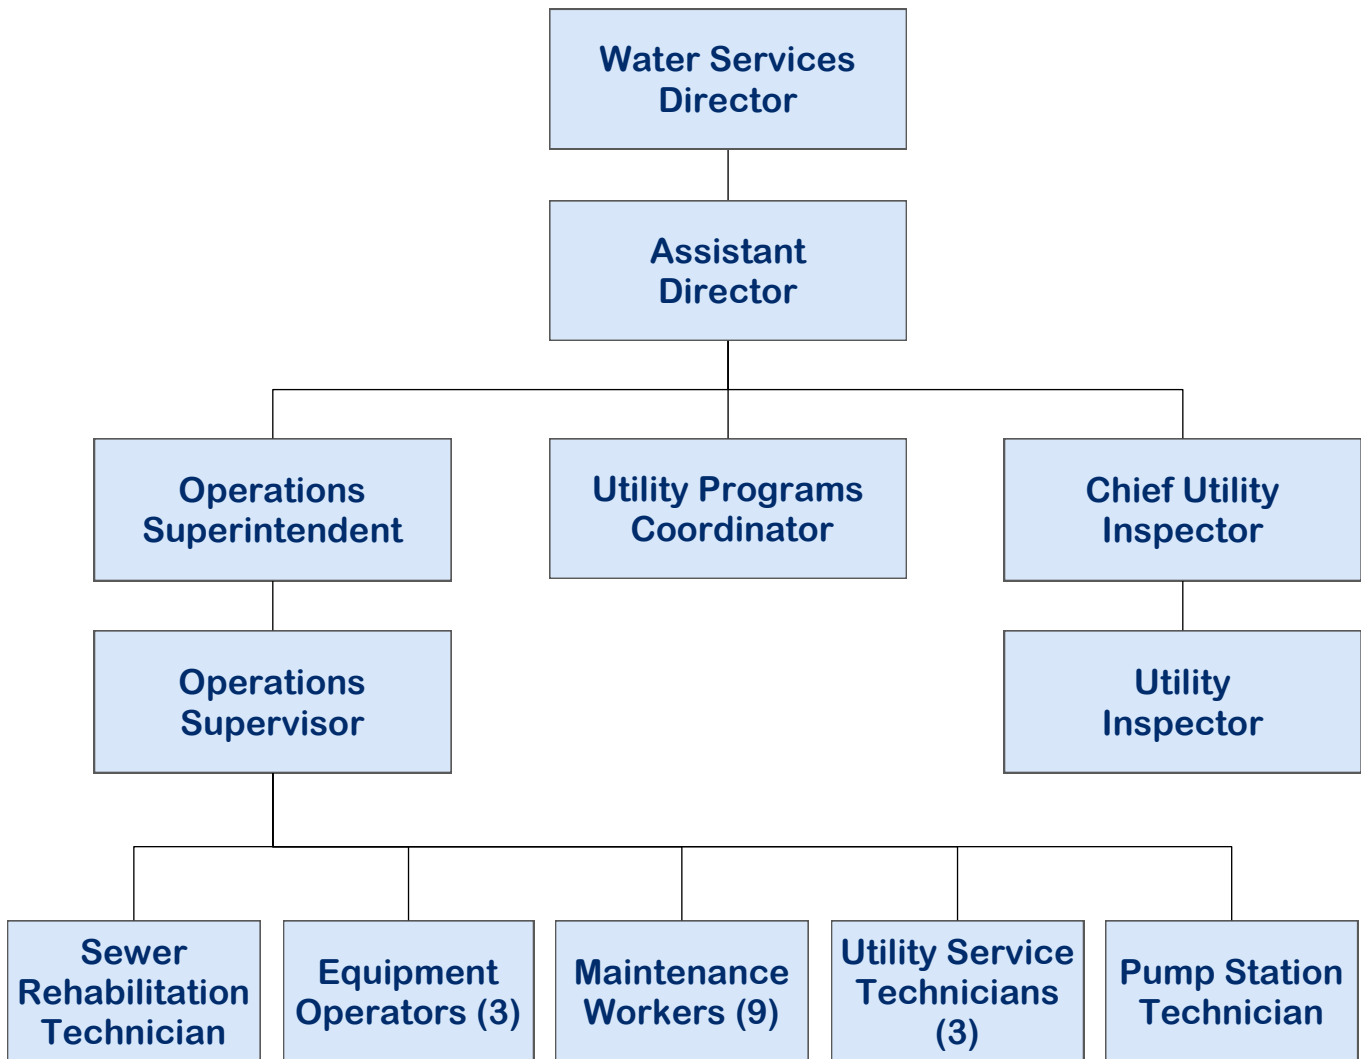 Water Services
Director
Assistant
Director
Operations
Superintendent
Utility Programs
Coordinator
Chief Utility
Inspector
Operations
Supervisor
Utility
Inspector
Sewer
Rehabilitation
Technician
Equipment
Operators (3)
Maintenance
Workers (9)
Utility Service
Technicians
(3)
Pump Station
Technician